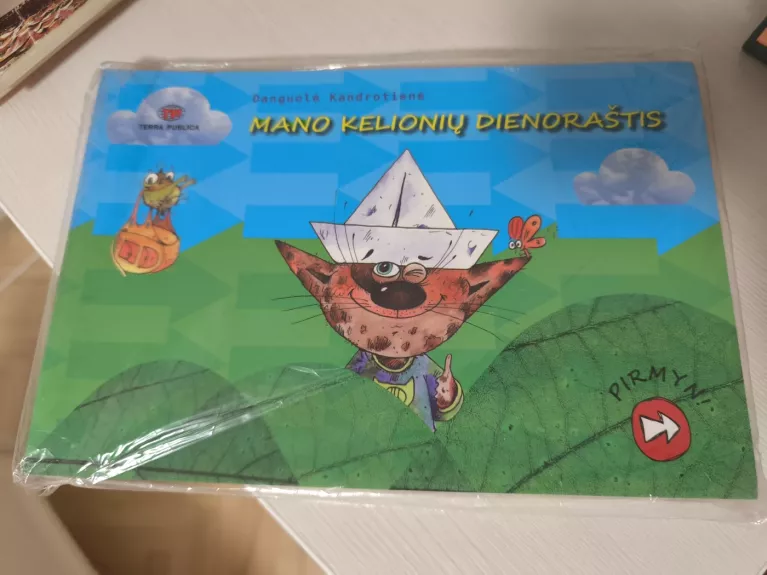 Danguolė Kandrotienė
MANO KELIONIŲ DIENORAŠTIS
TERRA PUBLICA
PIRMYN!